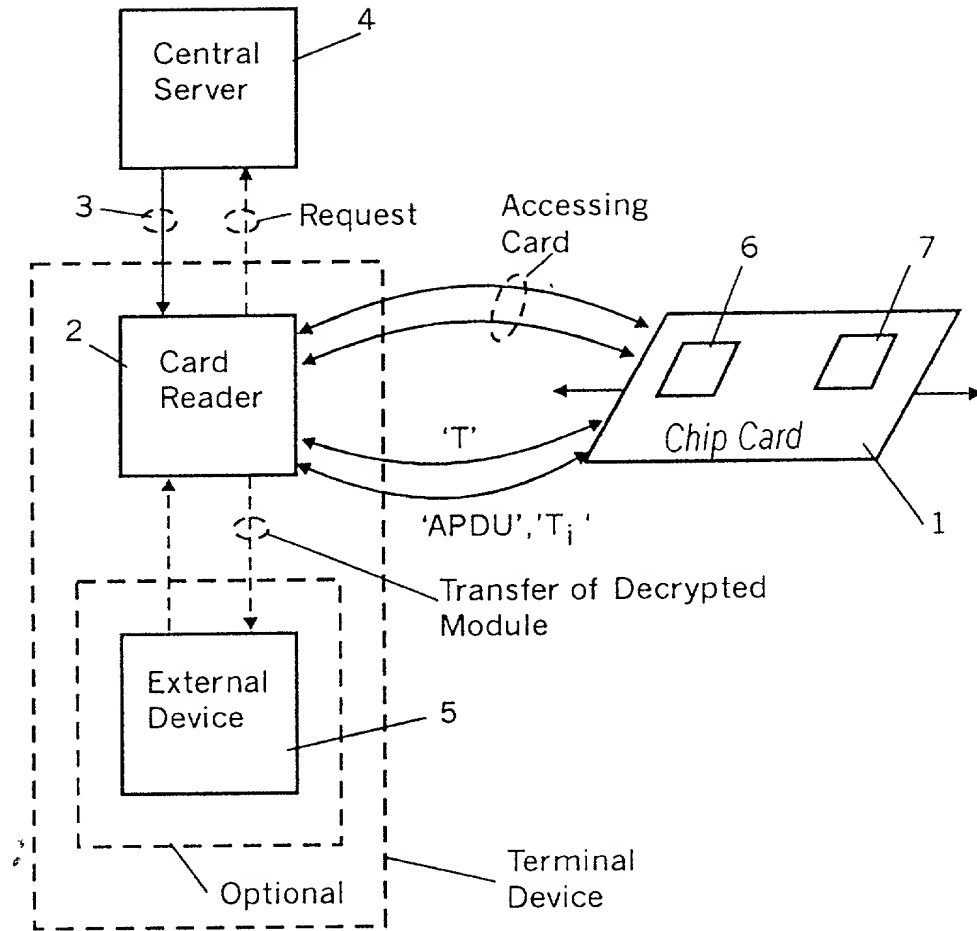 4
Central
Server
3
Request
Accessing
Card
6
7
2
Card
Reader
'T'
Chip Card
1
'APDU','Ti'
Transfer of Decrypted
Module
External
Device
5
Optional
Terminal
Device